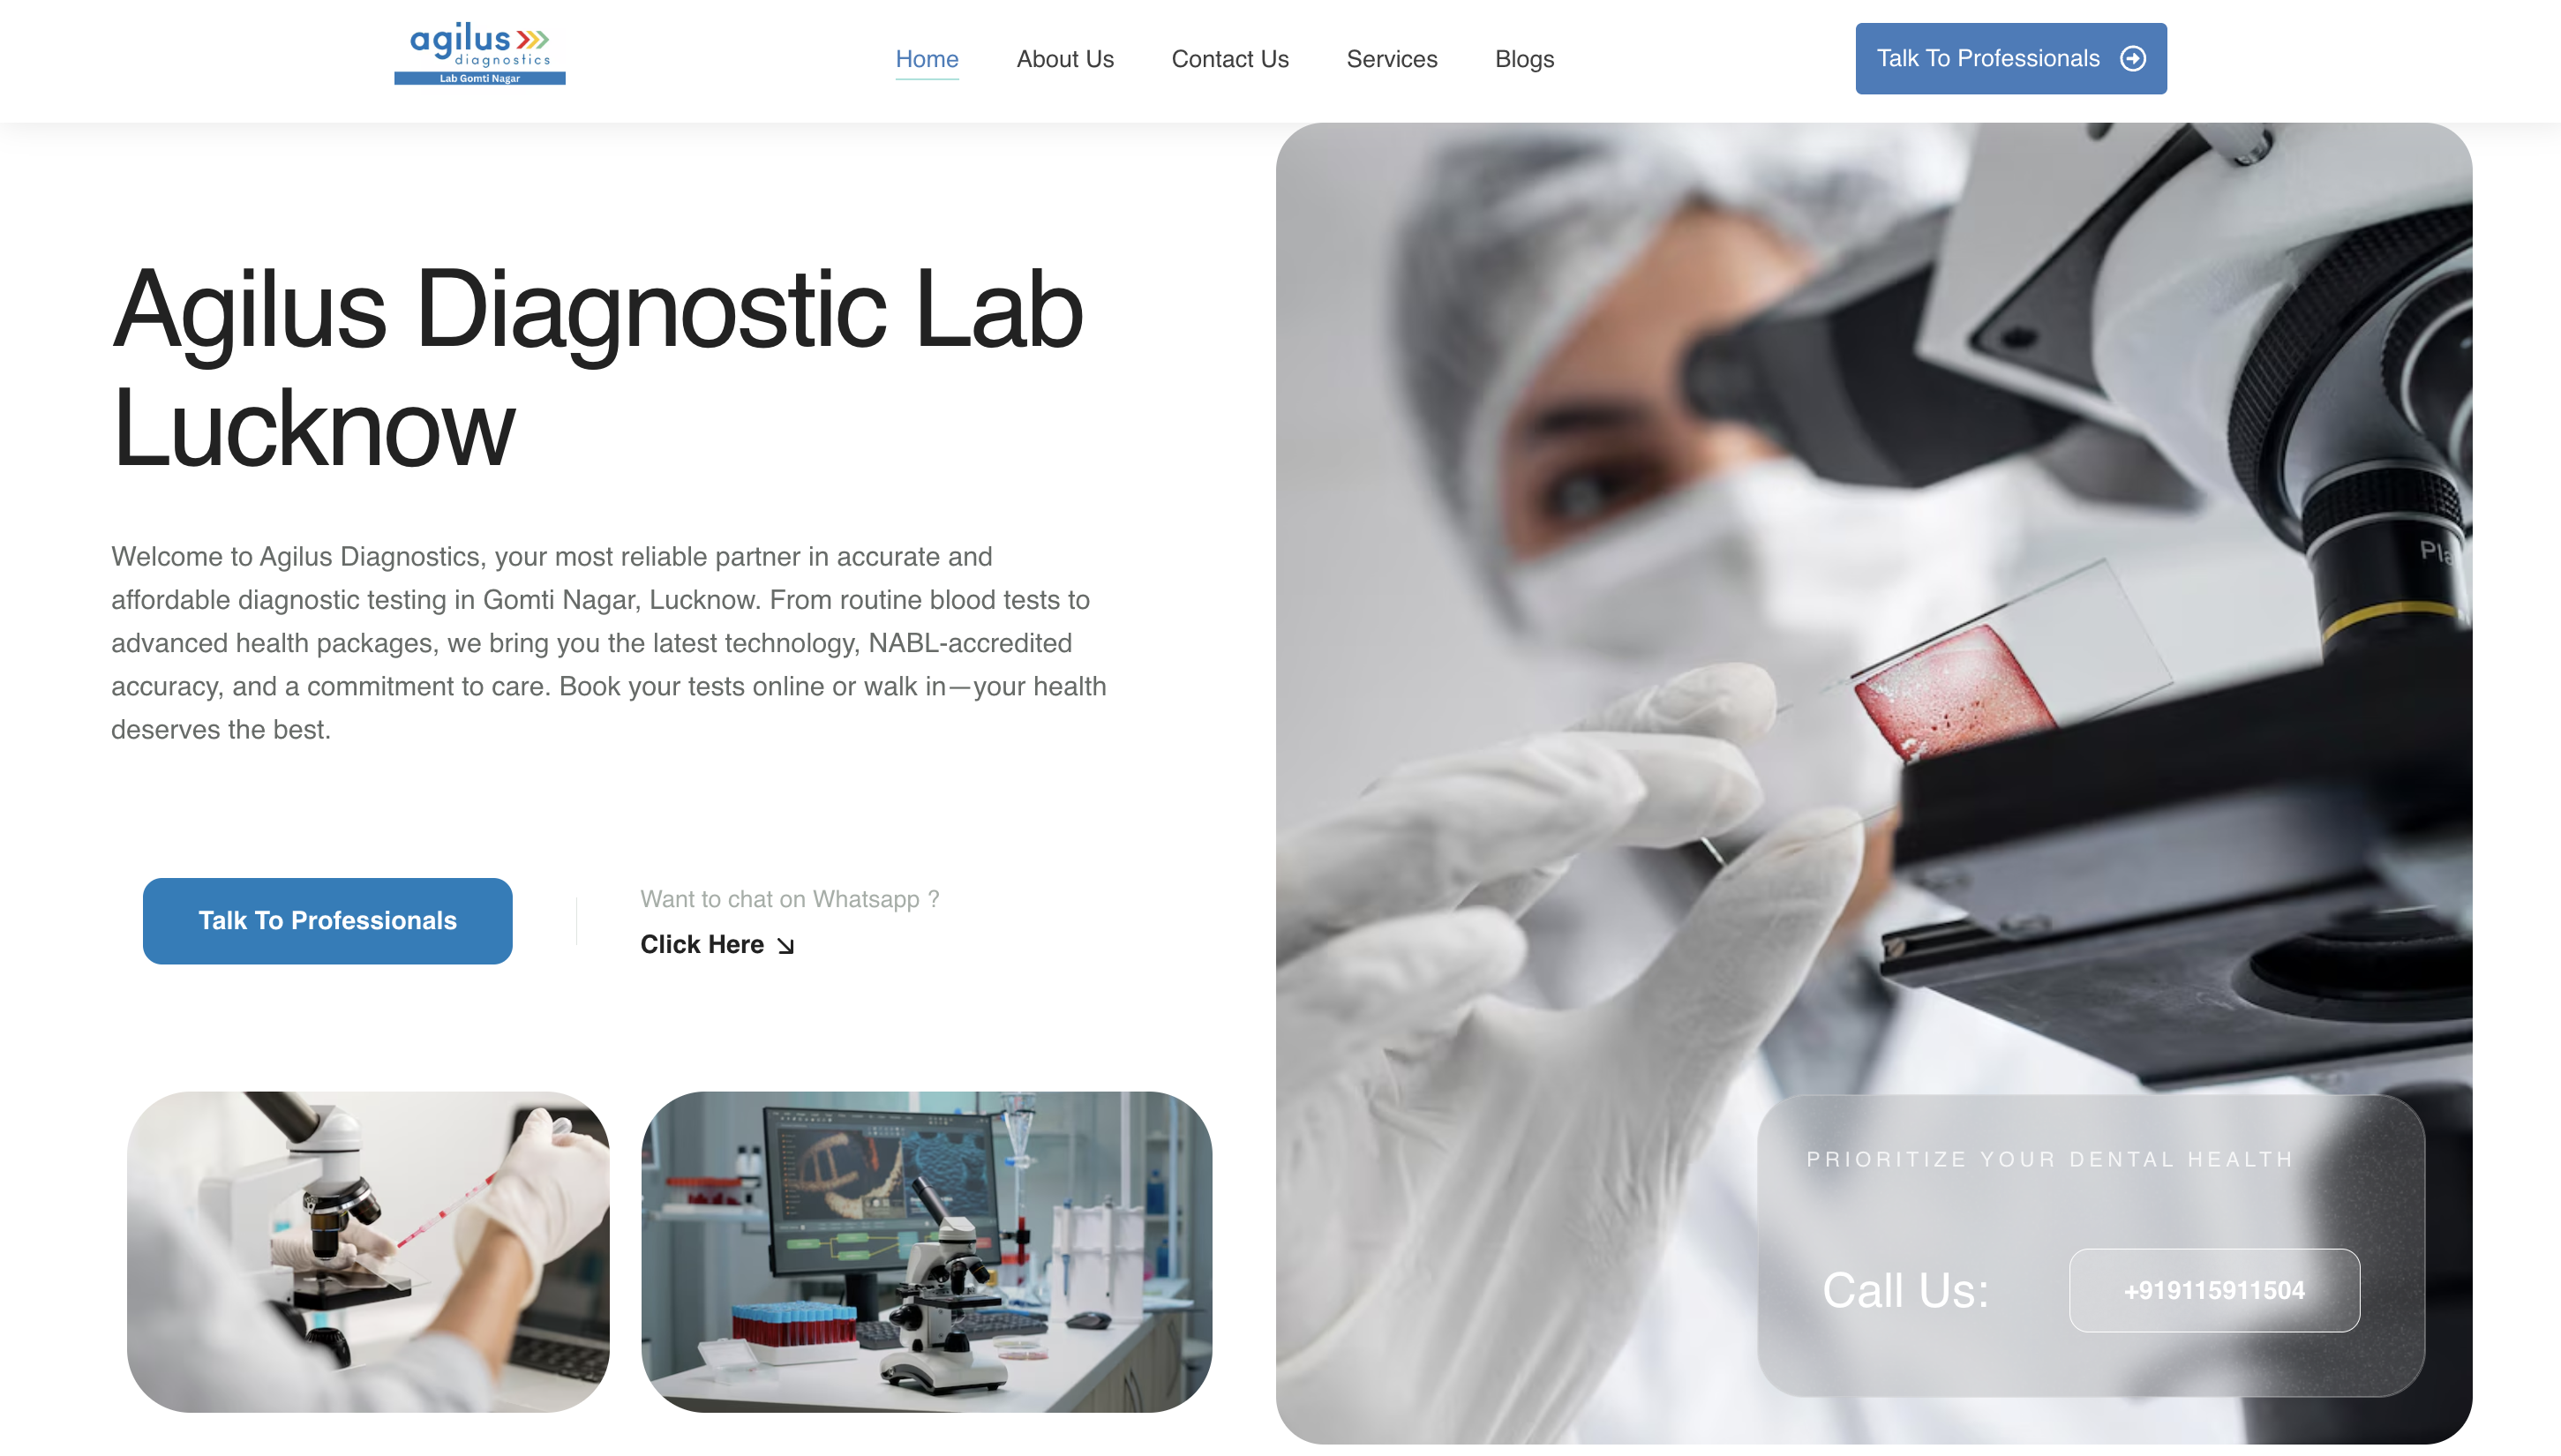 agilus
diagnostics
Lab Gomti Nagar
Home
About Us
Contact Us
Services
Blogs
Talk To Professionals
Agilus Diagnostic Lab
Lucknow
Welcome to Agilus Diagnostics, your most reliable partner in accurate and
affordable diagnostic testing in Gomti Nagar, Lucknow. From routine blood tests to
advanced health packages, we bring you the latest technology, NABL-accredited
accuracy, and a commitment to care. Book your tests online or walk in—your health
deserves the best.
Talk To Professionals
Want to chat on Whatsapp ?
Click Here
Pla
PRIORITIZE YOUR DENTAL HEALTH
Call Us:
+919115911504